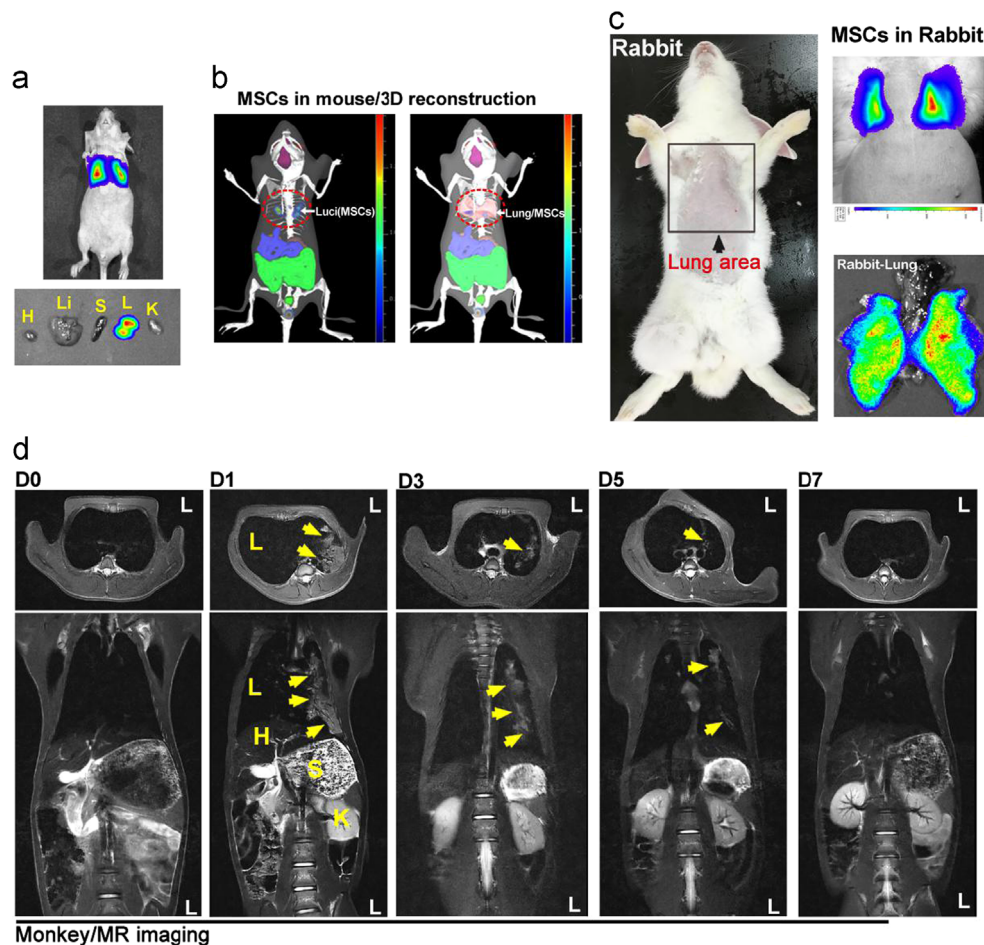 a
H Li S L K
b
MSCs in mouse/3D reconstruction
Luci(MSCs)
Lung/MSCs
c
Rabbit
Lung area
MSCs in Rabbit
Rabbit-Lung
d
D0 D1 D3 D5 D7
L L L L L
L
L
H
S
K
L L L L L
Monkey/MR imaging